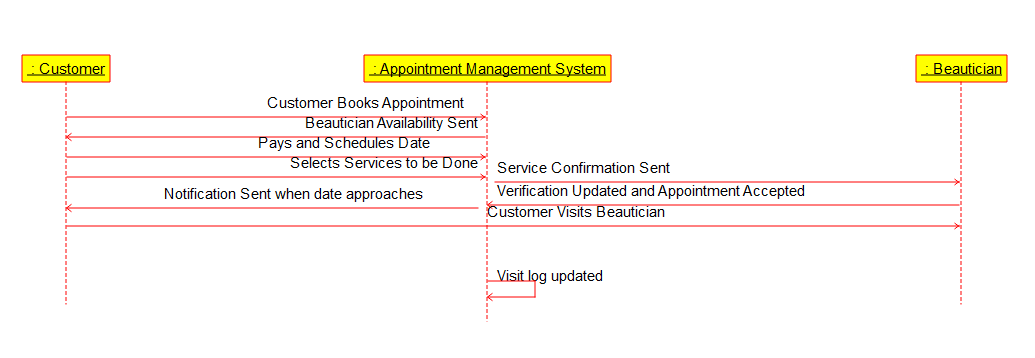 : Customer
: Appointment Management System
: Beautician
Customer Books Appointment
Beautician Availability Sent
Pays and Schedules Date
Selects Services to be Done
Service Confirmation Sent
Verification Updated and Appointment Accepted
Notification Sent when date approaches
Customer Visits Beautician
Visit log updated